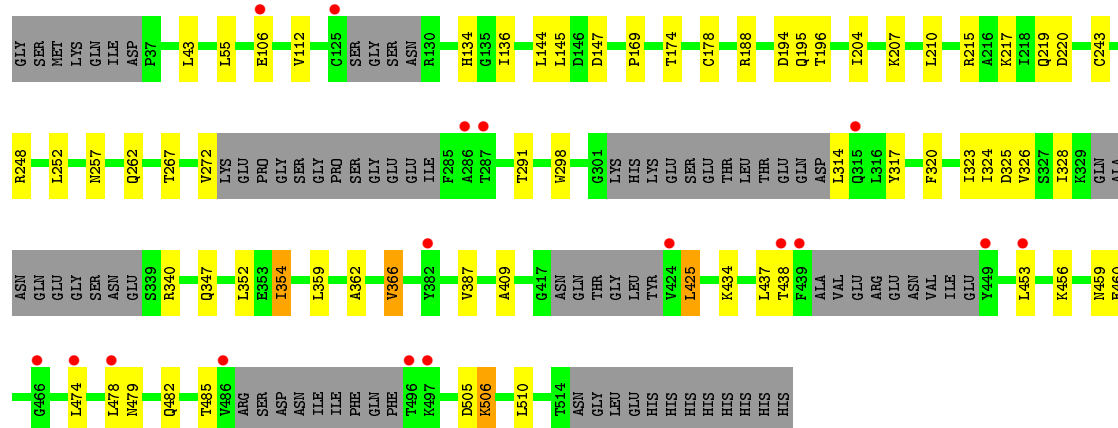 GLY SER MET LYS GLN ILE ASP P37 L43 L55 E106 V112 C125 SER GLY SER ASN R130 H134 G135 I136 L144 L145 D146 D147 P169 T174 C178 R188 D194 Q195 T196 I204 K207 L210 R215 A216 K217 I218 Q219 D220 C243
R248 L252 N257 Q262 T267 V272 LYS GLU PRO GLY SER GLY PRO SER GLY GLU GLU ILE F285 A286 T287 T291 W298 G301 LYS HIS LYS GLU SER GLU THR LEU THR GLU GLN ASP L314 Q315 L316 Y317 F320 I323 I324 D325 V326 S327 I328 K329 GLN ALA
ASN GLN GLU GLY SER ASN GLU S339 R340 Q347 L352 E353 I354 L359 A362 V366 Y382 V387 A409 G417 ASN GLN THR GLY LEU TYR V424 L425 K434 L437 T438 F439 ALA VAL GLU ARG GLU ASN VAL ILE GLU Y449 L453 K456 N459 E460
G466 L474 L478 N479 Q482 T485 V486 ARG SER ASP ASN ILE ILE PHE GLN PHE T496 K497 D505 K506 L510 T514 ASN GLY LEU GLU HIS HIS HIS HIS HIS HIS HIS HIS